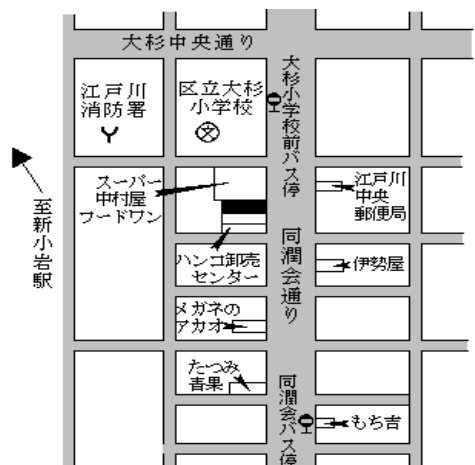 大杉中央通り
江戸川
消防署
区立大杉
小学校
大杉小学校前バス停
至新小岩駅
スーパー
中村屋
フードワン
江戸川
中央
郵便局
ハンコ卸売
センター
同潤会通り
伊勢屋
メガネの
アカオ
たつみ
青果
同潤会バス停
もち吉